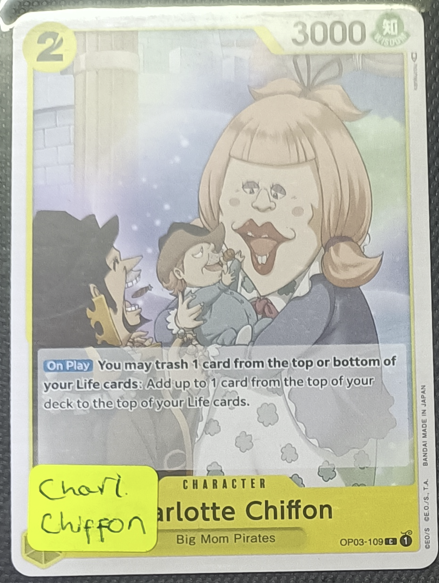 2
3000 知
WISDOM
On Play You may trash 1 card from the top or bottom of
your Life cards: Add up to 1 card from the top of your
deck to the top of your Life cards.
CHARACTER
arlotte Chiffon
Big Mom Pirates
OP03-109 C 1
Charl.
Chiffon
©E.O./S., T.A. BANDAI MADE IN JAPAN